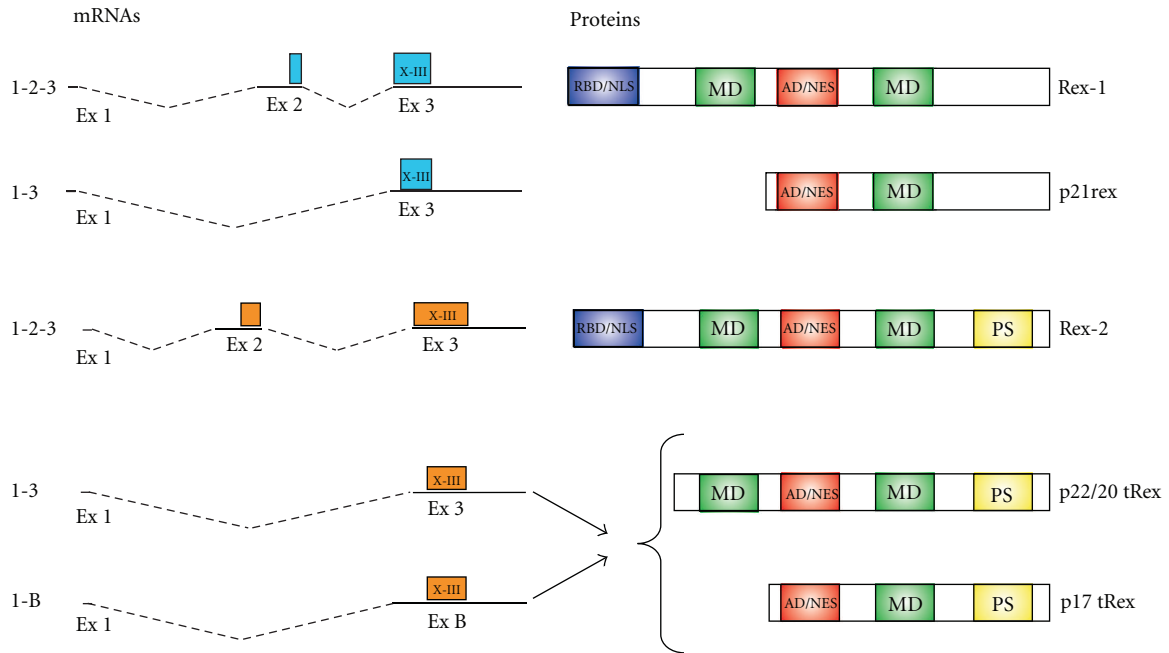 mRNAs
Proteins
1-2-3
Ex 1
Ex 2
X-III
Ex 3
RBD/NLS
MD
AD/NES
MD
Rex-1
1-3
Ex 1
X-III
Ex 3
AD/NES
MD
p21rex
1-2-3
Ex 1
Ex 2
X-III
Ex 3
RBD/NLS
MD
AD/NES
MD
PS
Rex-2
1-3
Ex 1
X-III
Ex 3
MD
AD/NES
MD
PS
p22/20 tRex
1-B
Ex 1
X-III
Ex B
AD/NES
MD
PS
p17 tRex